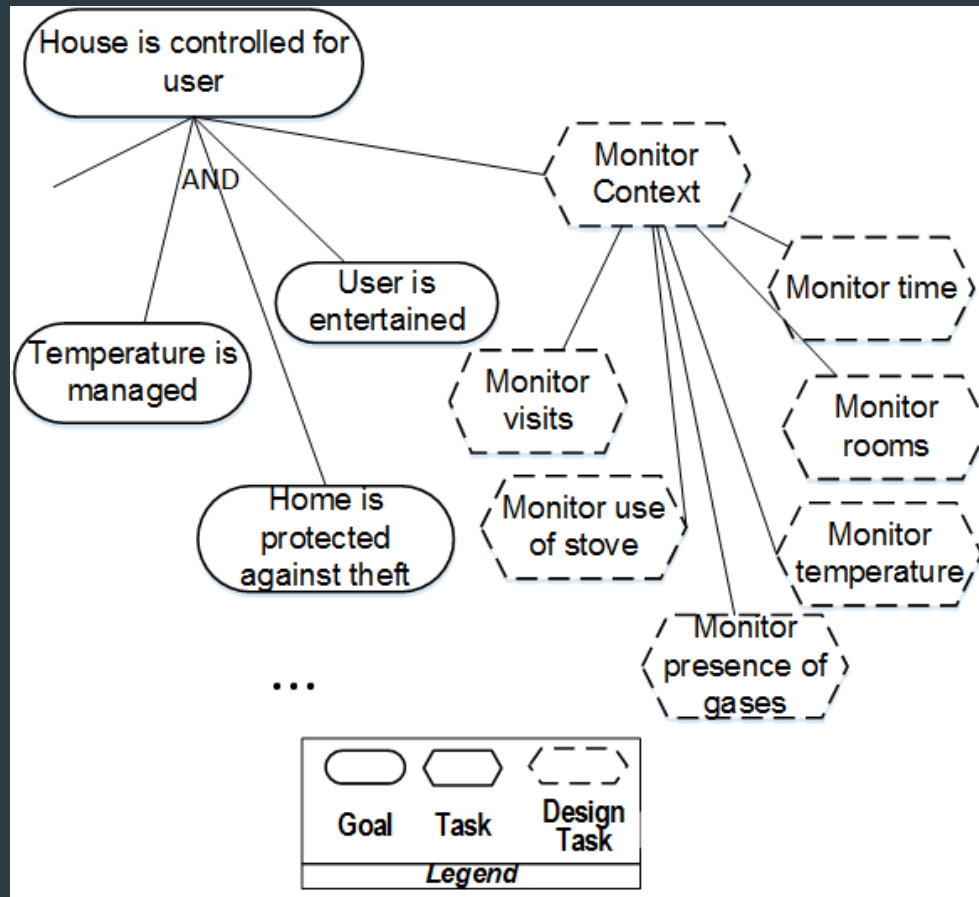 House is controlled for
user
AND
Monitor
Context
User is
entertained
Monitor time
Temperature is
managed
Monitor
visits
Monitor
rooms
Home is
protected
against theft
Monitor use
of stove
Monitor
temperature
Monitor
presence of
gases
...
Goal
Task
Design
Task
Legend